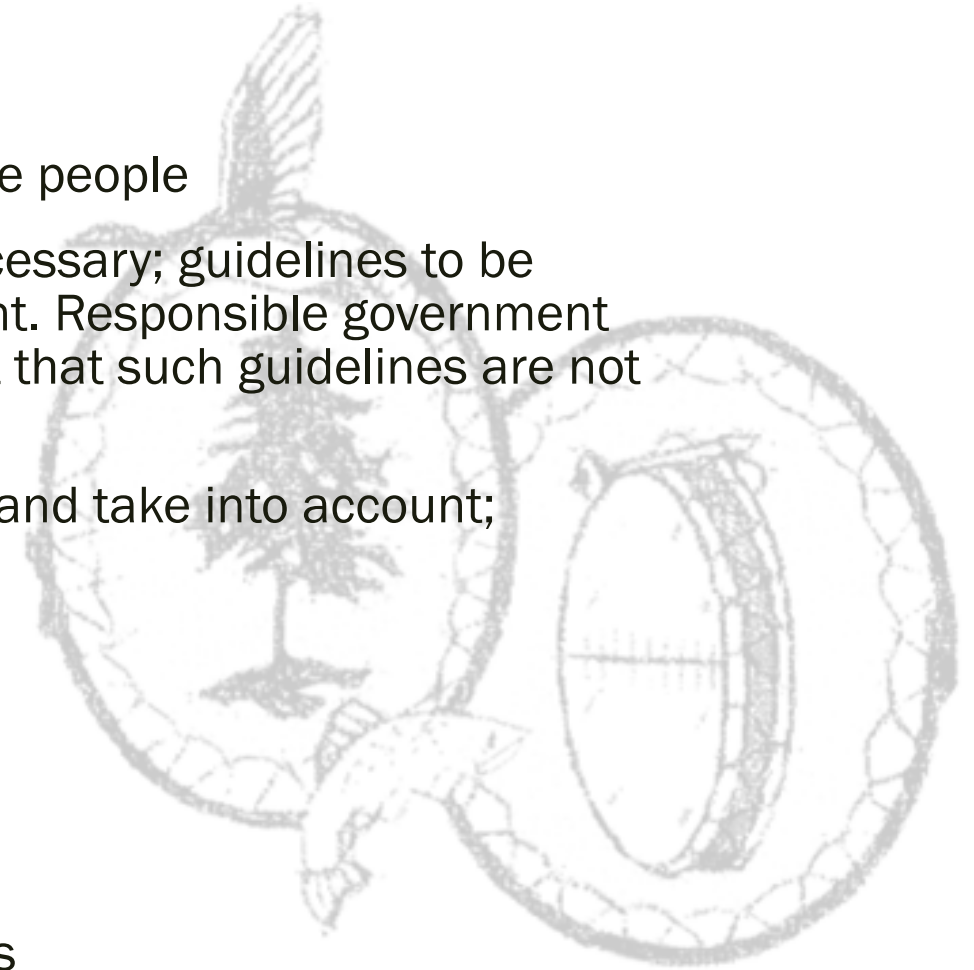 e people
cessary; guidelines to be
nt. Responsible government
that such guidelines are not
and take into account;
s